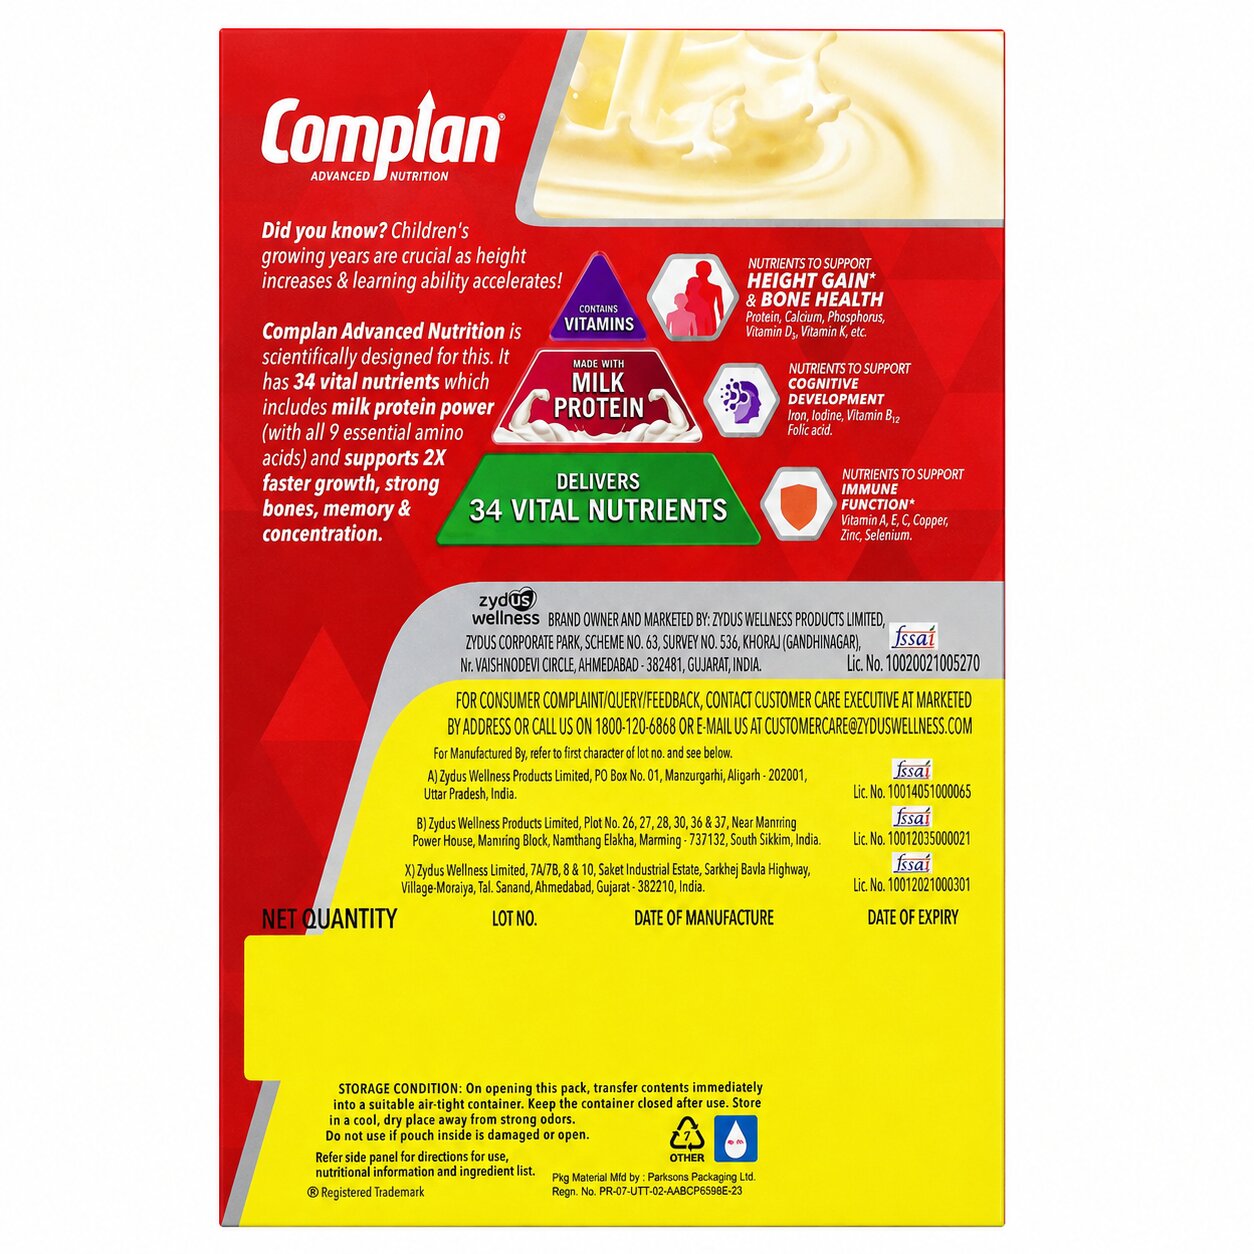 Complan®
ADVANCED NUTRITION
Did you know? Children's
growing years are crucial as height
increases & learning ability accelerates!
Complan Advanced Nutrition is
scientifically designed for this. It
has 34 vital nutrients which
includes milk protein power
(with all 9 essential amino
acids) and supports 2X
faster growth, strong
bones, memory &
concentration.
CONTAINS
VITAMINS
MADE WITH
MILK
PROTEIN
DELIVERS
34 VITAL NUTRIENTS
NUTRIENTS TO SUPPORT
HEIGHT GAIN*
& BONE HEALTH
Protein, Calcium, Phosphorus,
Vitamin D₃, Vitamin K, etc.
NUTRIENTS TO SUPPORT
COGNITIVE
DEVELOPMENT
Iron, Iodine, Vitamin B₁₂
Folic acid.
NUTRIENTS TO SUPPORT
IMMUNE
FUNCTION*
Vitamin A, E, C, Copper,
Zinc, Selenium.
zydus
wellness
BRAND OWNER AND MARKETED BY: ZYDUS WELLNESS PRODUCTS LIMITED,
ZYDUS CORPORATE PARK, SCHEME NO. 63, SURVEY NO. 536, KHORAJ (GANDHINAGAR),
Nr. VAISHNODEVI CIRCLE, AHMEDABAD - 382481, GUJARAT, INDIA.
fssai
Lic. No. 10020021005270
FOR CONSUMER COMPLAINT/QUERY/FEEDBACK, CONTACT CUSTOMER CARE EXECUTIVE AT MARKETED
BY ADDRESS OR CALL US ON 1800-120-6868 OR E-MAIL US AT CUSTOMERCARE@ZYDUSWELLNESS.COM
For Manufactured By, refer to first character of lot no. and see below.
A) Zydus Wellness Products Limited, PO Box No. 01, Manzurgarhi, Aligarh - 202001,
Uttar Pradesh, India.
fssai
Lic. No. 10014051000065
B) Zydus Wellness Products Limited, Plot No. 26, 27, 28, 30, 36 & 37, Near Manring
Power House, Mamring Block, Namthang Elakha, Marming - 737132, South Sikkim, India.
fssai
Lic. No. 10012035000021
X) Zydus Wellness Limited, 7A/7B, 8 & 10, Saket Industrial Estate, Sarkhej Bavla Highway,
Village-Moraiya, Tal. Sanand, Ahmedabad, Gujarat - 382210, India.
fssai
Lic. No. 10012021000301
NET QUANTITY
LOT NO.
DATE OF MANUFACTURE
DATE OF EXPIRY
STORAGE CONDITION: On opening this pack, transfer contents immediately
into a suitable air-tight container. Keep the container closed after use. Store
in a cool, dry place away from strong odors.
Do not use if pouch inside is damaged or open.
Refer side panel for directions for use,
nutritional information and ingredient list.
® Registered Trademark
7
OTHER
Pkg Material Mfd by : Parksons Packaging Ltd.
Regn. No. PR-07-UTT-02-AABCP6598E-23